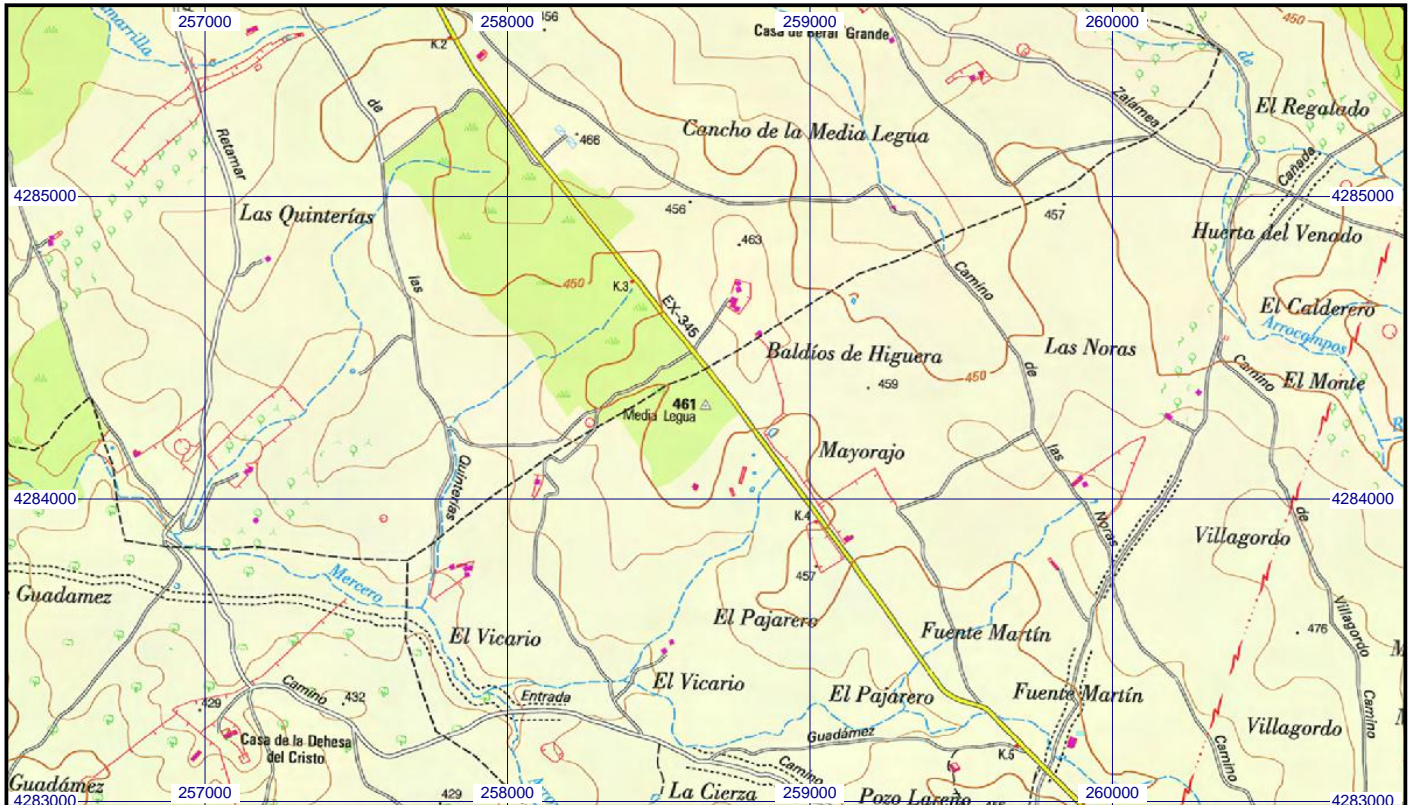 257000
258000
259000
260000
456
450
K.2
Casa de Beral Grande
de
de
Zalamea
El Regalado
466
Cancho de la Media Legua
Retamar
Cañada
4285000
4285000
Las Quinterías
456
457
463
Huerta del Venado
las
450
K.3
Camino
EX-345
El Calderero
Arrocampos
Baldíos de Higuera
Las Noras
de
450
459
Camino
El Monte
461
Media Legua
Mayorajo
las
Quinterías
4284000
4284000
K.4
Noras
de
Villagordo
Mercero
457
Guadamez
Villagordo
El Pajarero
Fuente Martín
476
El Vicario
El Vicario
El Pajarero
Fuente Martín
Camino
432
429
Entrada
Camino
Casa de la Dehesa
del Cristo
Villagordo
Guadámez
K.5
Camino
Camino
Guadámez
La Cierza
Pozo Lareño
429
4283000
4283000
257000
258000
259000
260000